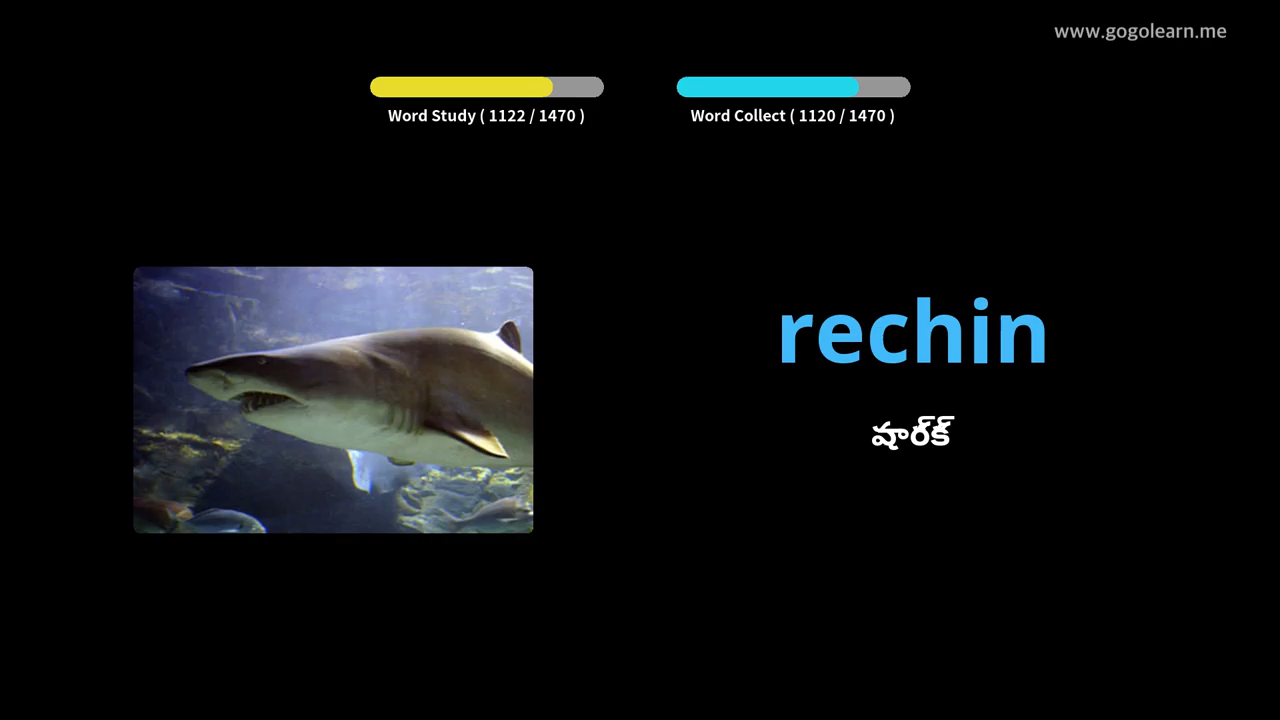 www.gogolearn.me
Word Study ( 1122 / 1470 )
Word Collect ( 1120 / 1470 )
rechin
షార్క్